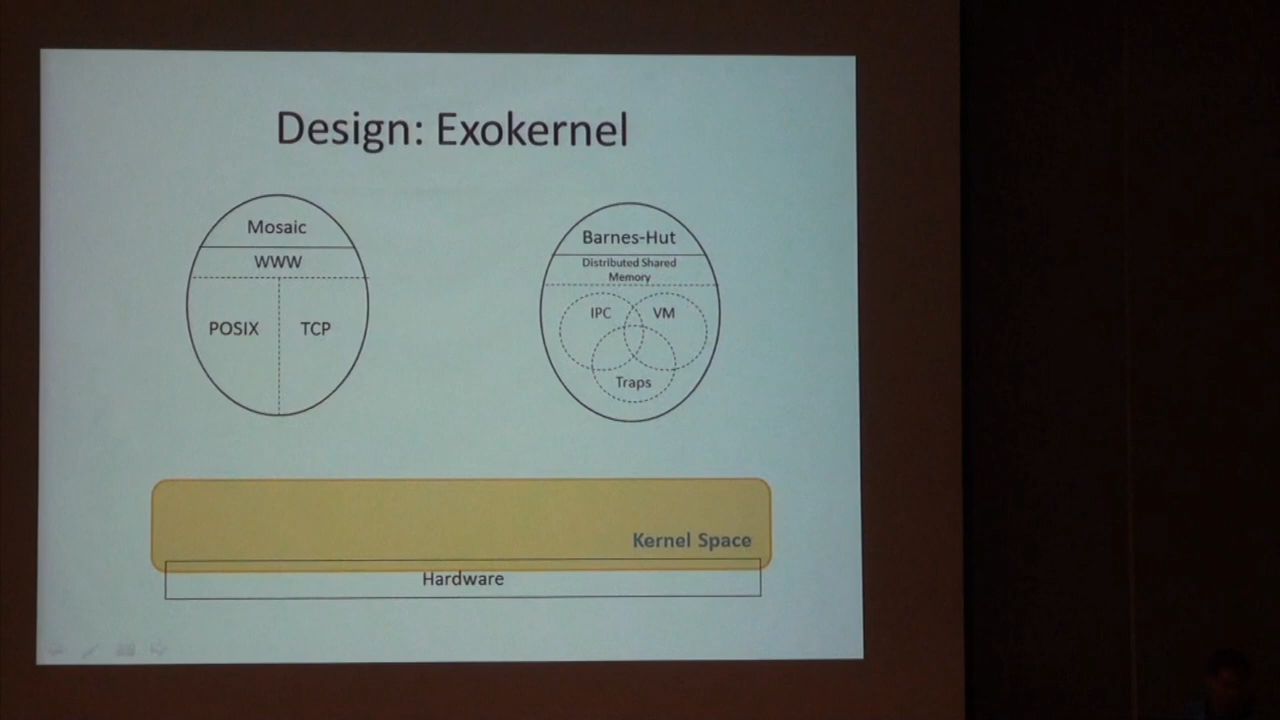 Design: Exokernel
Mosaic
WWW
POSIX
TCP
Barnes-Hut
Distributed Shared
Memory
IPC
VM
Traps
Kernel Space
Hardware